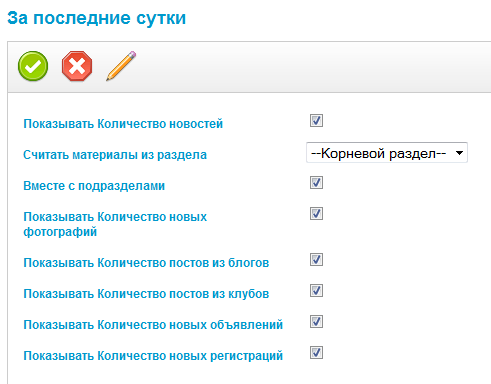 За последние сутки
Показывать Количество новостей
Считать материалы из раздела
--Корневой раздел--
Вместе с подразделами
Показывать Количество новых
фотографий
Показывать Количество постов из блогов
Показывать Количество постов из клубов
Показывать Количество новых объявлений
Показывать Количество новых регистраций